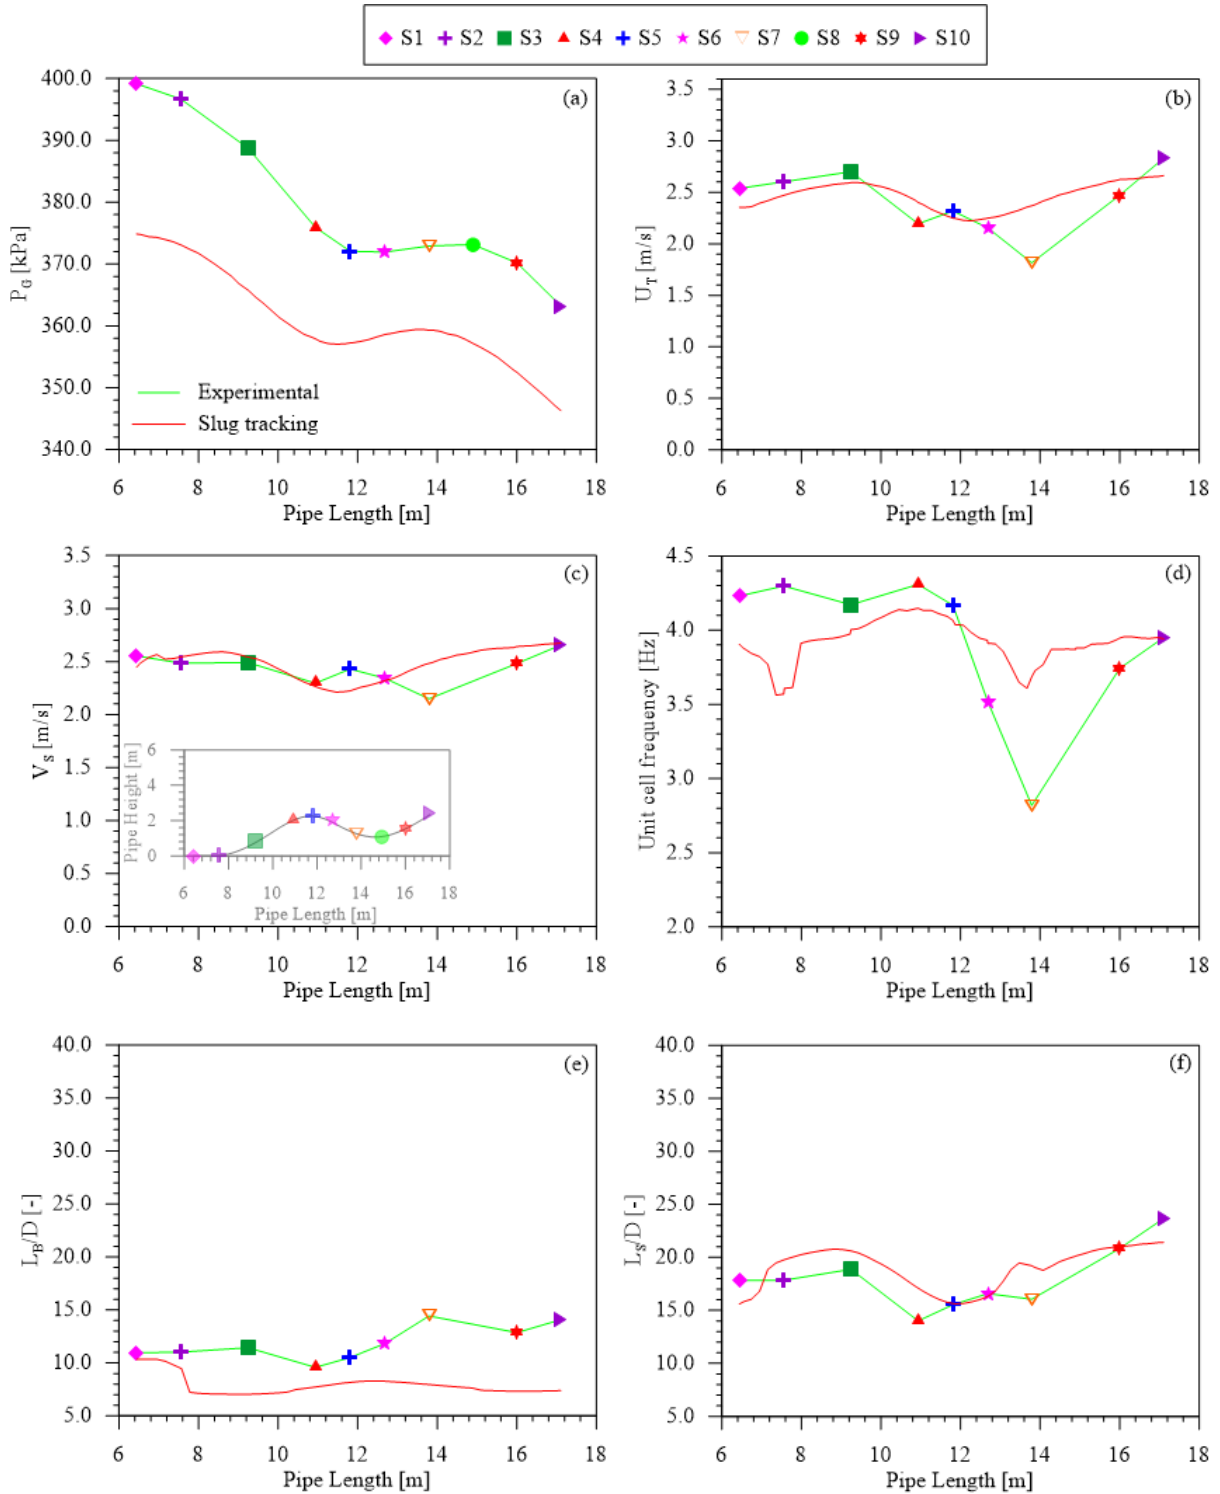 S1 S2 S3 S4 S5 S6 S7 S8 S9 S10
(a)
400.0
390.0
380.0
370.0
360.0
350.0
340.0
P_G [kPa]
Experimental
Slug tracking
6 8 10 12 14 16 18
Pipe Length [m]
(b)
3.5
3.0
2.5
2.0
1.5
1.0
0.5
0.0
U_T [m/s]
6 8 10 12 14 16 18
Pipe Length [m]
(c)
3.5
3.0
2.5
2.0
1.5
1.0
0.5
0.0
V_S [m/s]
6
4
2
0
Pipe Height [m]
6 8 10 12 14 16 18
Pipe Length [m]
6 8 10 12 14 16 18
Pipe Length [m]
(d)
4.5
4.0
3.5
3.0
2.5
2.0
Unit cell frequency [Hz]
6 8 10 12 14 16 18
Pipe Length [m]
(e)
40.0
35.0
30.0
25.0
20.0
15.0
10.0
5.0
L_B/D [-]
6 8 10 12 14 16 18
Pipe Length [m]
(f)
40.0
35.0
30.0
25.0
20.0
15.0
10.0
5.0
L_S/D [-]
6 8 10 12 14 16 18
Pipe Length [m]